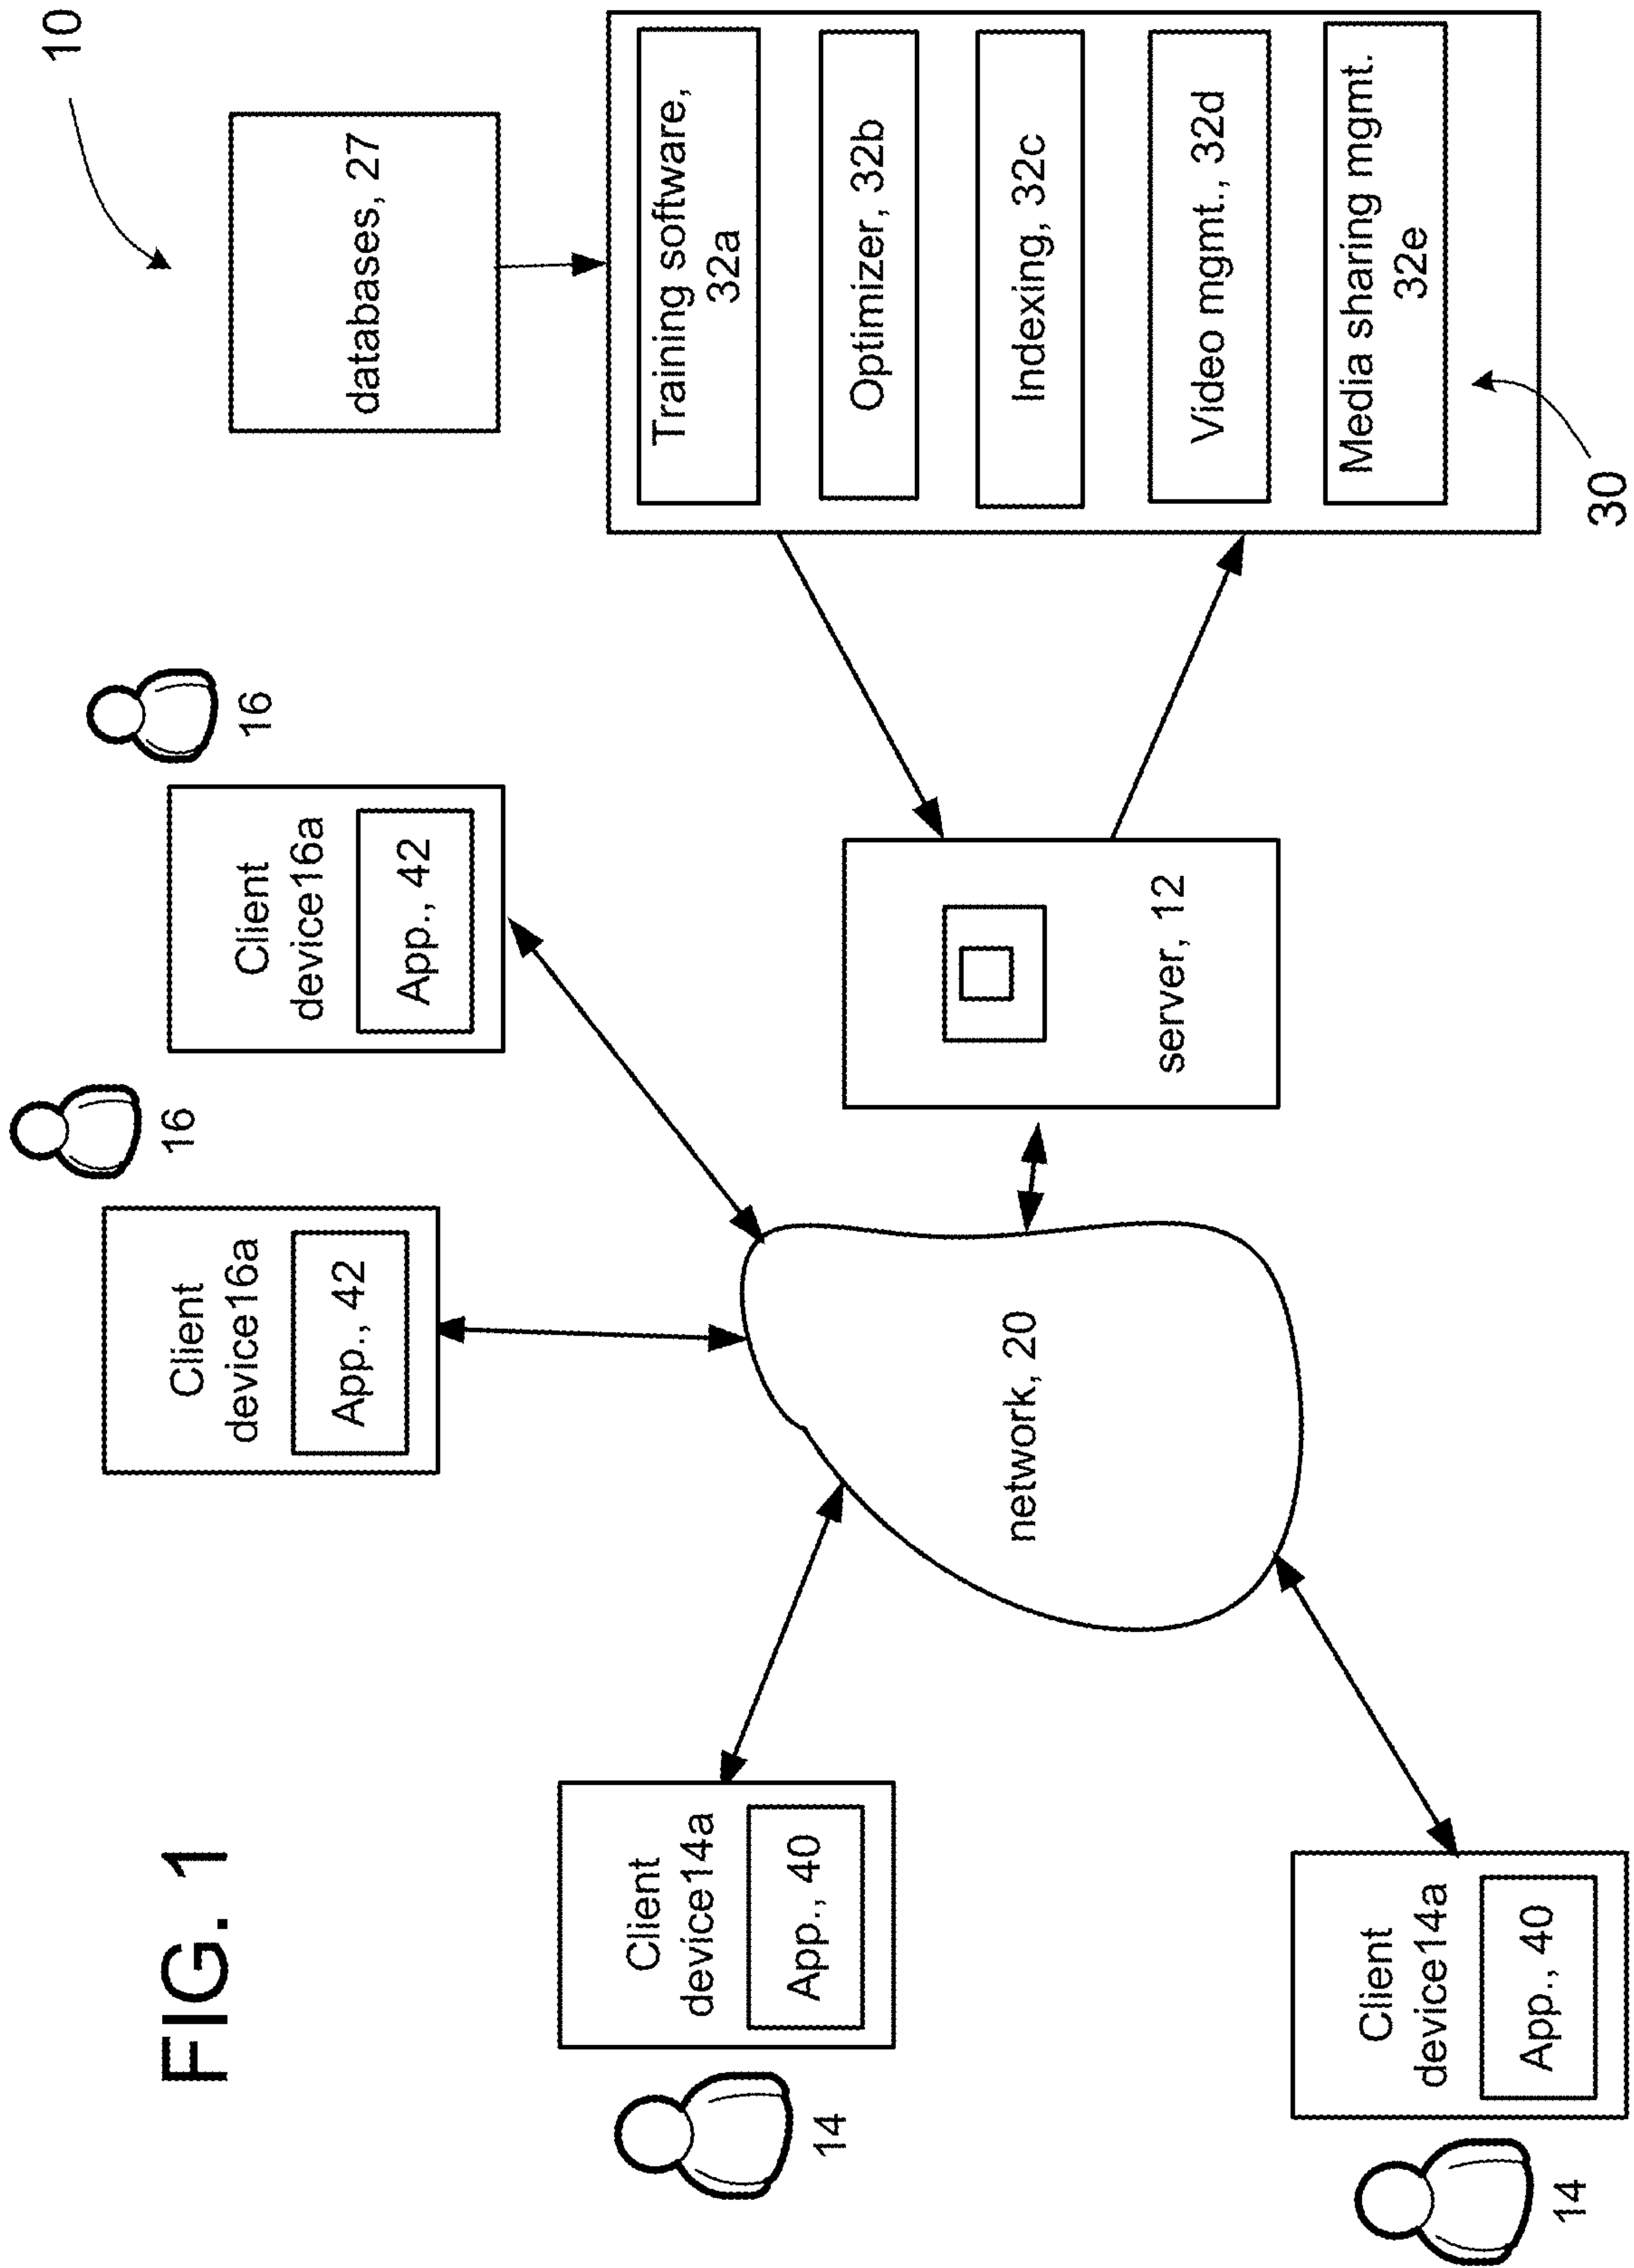 FIG. 1
10
16
Client
device16a
App., 42
16
Client
device16a
App., 42
databases, 27
14
Client
device14a
App., 40
network, 20
server, 12
Training software,
32a
Optimizer, 32b
Indexing, 32c
Video mgmt., 32d
Media sharing mgmt.
32e
30
14
Client
device14a
App., 40